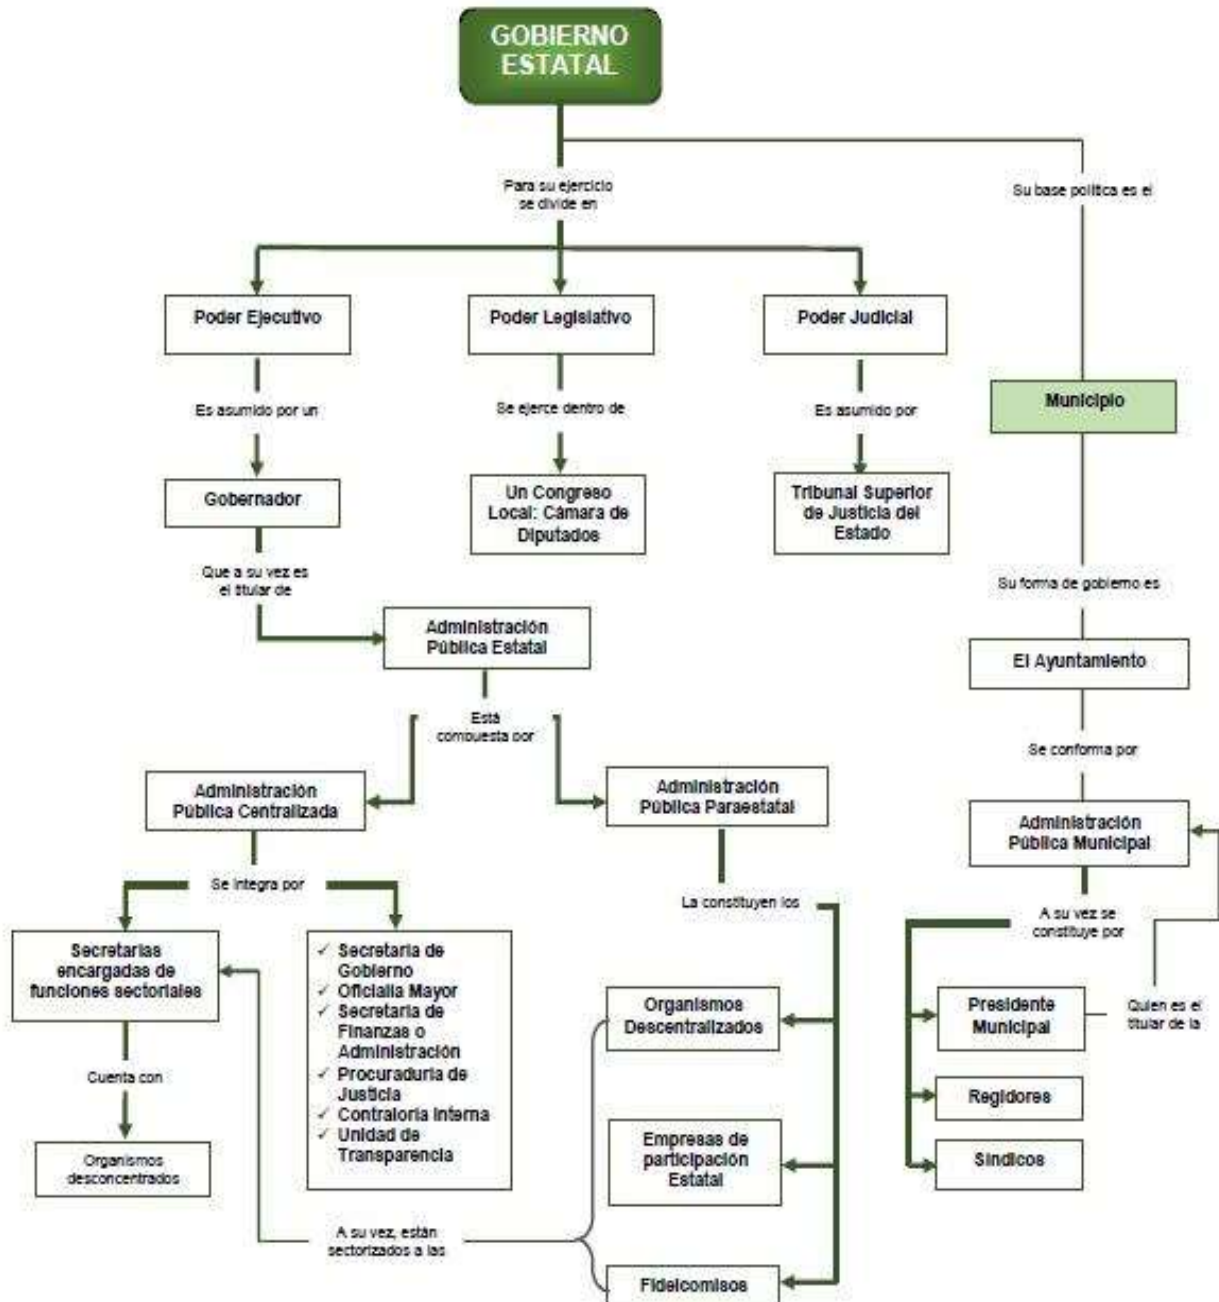 GOBIERNO
ESTATAL
Para su ejercicio
se divide en
Su base política es el
Poder Ejecutivo
Poder Legislativo
Poder Judicial
Es asumido por un
Se ejerce dentro de
Es asumido por
Municipio
Gobernador
Un Congreso
Local: Cámara de
Diputados
Tribunal Superior
de Justicia del
Estado
Que a su vez es
el titular de
Su forma de gobierno es
Administración
Pública Estatal
El Ayuntamiento
Está
compuesta por
Se conforma por
Administración
Pública Centralizada
Administración
Pública Paraestatal
Administración
Pública Municipal
Se integra por
La constituyen los
A su vez se
constituye por
Secretarias
encargadas de
funciones sectoriales
✓ Secretaria de
Gobierno
✓ Oficialía Mayor
✓ Secretaria de
Finanzas o
Administración
✓ Procuraduría de
Justicia
✓ Contraloría Interna
✓ Unidad de
Transparencia
Organismos
Descentralizados
Presidente
Municipal
Quien es el
titular de la
Cuenta con
Regidores
Organismos
desconcentrados
Empresas de
participación
Estatal
Síndicos
A su vez, están
sectorizados a las
Fideicomisos